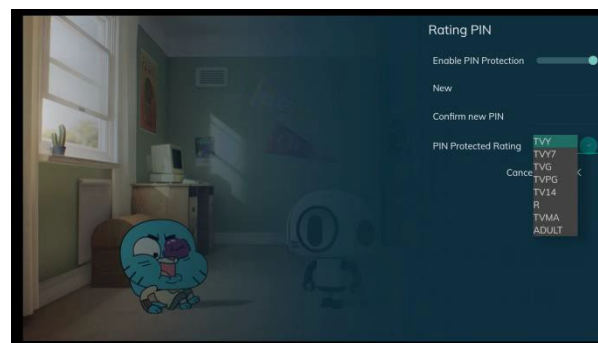 Rating PIN
Enable PIN Protection
New
Confirm new PIN
PIN Protected Rating
TVY
TVY7
TVG
TVPG
TV14
R
TVMA
ADULT